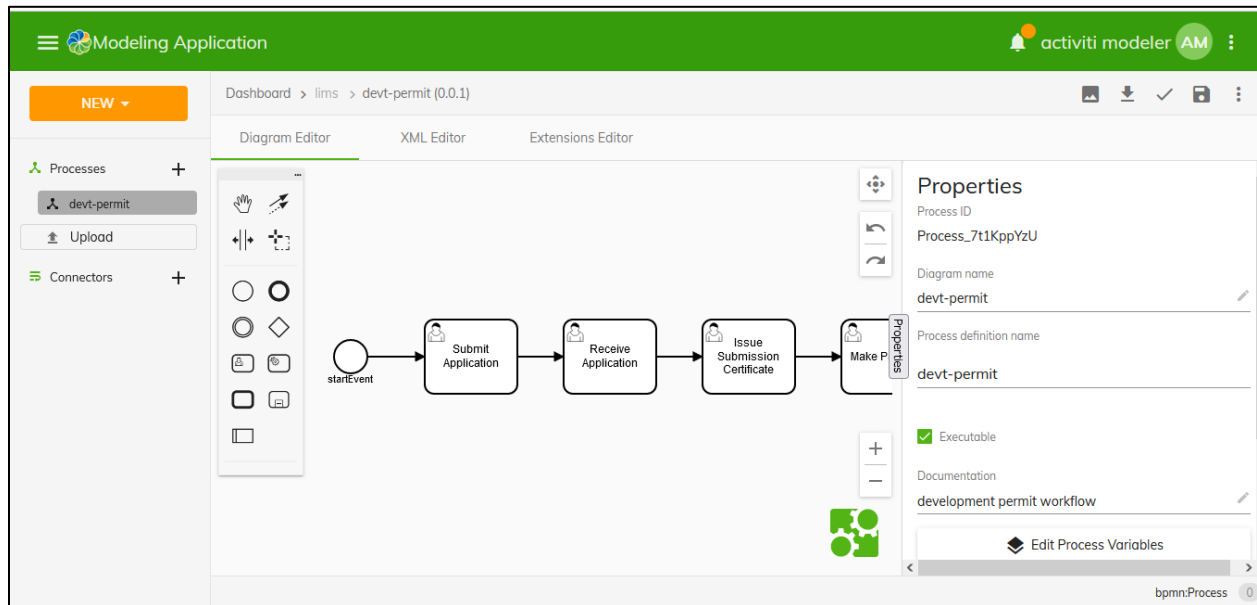 Modeling Application
activiti modeler AM
NEW
Dashboard > lims > devt-permit (0.0.1)
Diagram Editor XML Editor Extensions Editor
Processes +
devt-permit
Upload
Connectors +
startEvent
Submit
Application
Receive
Application
Issue
Submission
Certificate
Make P
Properties
Properties
Process ID
Process_7t1KppYzU
Diagram name
devt-permit
Process definition name
devt-permit
Executable
Documentation
development permit workflow
Edit Process Variables
bpmn:Process 0